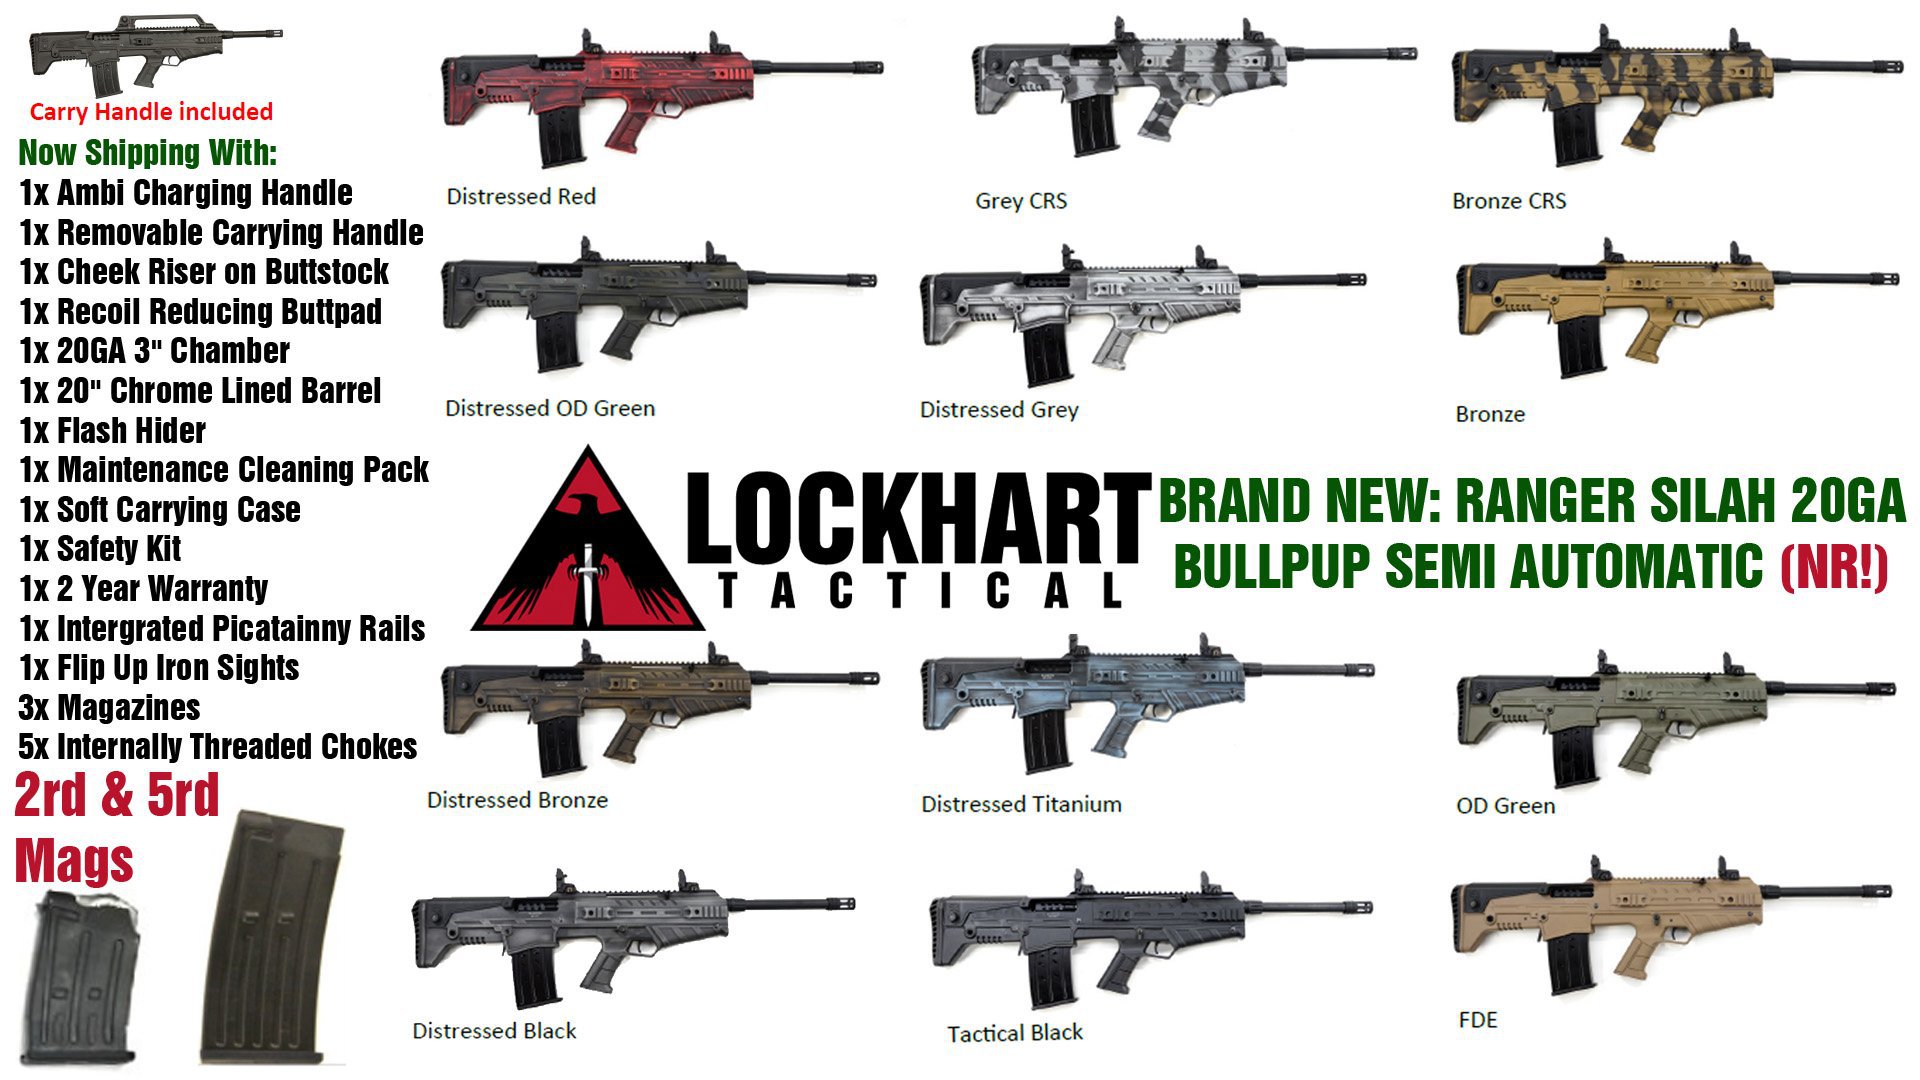 Carry Handle included
Now Shipping With:
1x Ambi Charging Handle
1x Removable Carrying Handle
1x Cheek Riser on Buttstock
1x Recoil Reducing Buttpad
1x 20GA 3" Chamber
1x 20" Chrome Lined Barrel
1x Flash Hider
1x Maintenance Cleaning Pack
1x Soft Carrying Case
1x Safety Kit
1x 2 Year Warranty
1x Intergrated Picatainny Rails
1x Flip Up Iron Sights
3x Magazines
5x Internally Threaded Chokes
2rd & 5rd
Mags
Distressed Red
Grey CRS
Bronze CRS
Distressed OD Green
Distressed Grey
Bronze
LOCKHART
TACTICAL
BRAND NEW: RANGER SILAH 20GA
BULLPUP SEMI AUTOMATIC (NR!)
Distressed Bronze
Distressed Titanium
OD Green
Distressed Black
Tactical Black
FDE